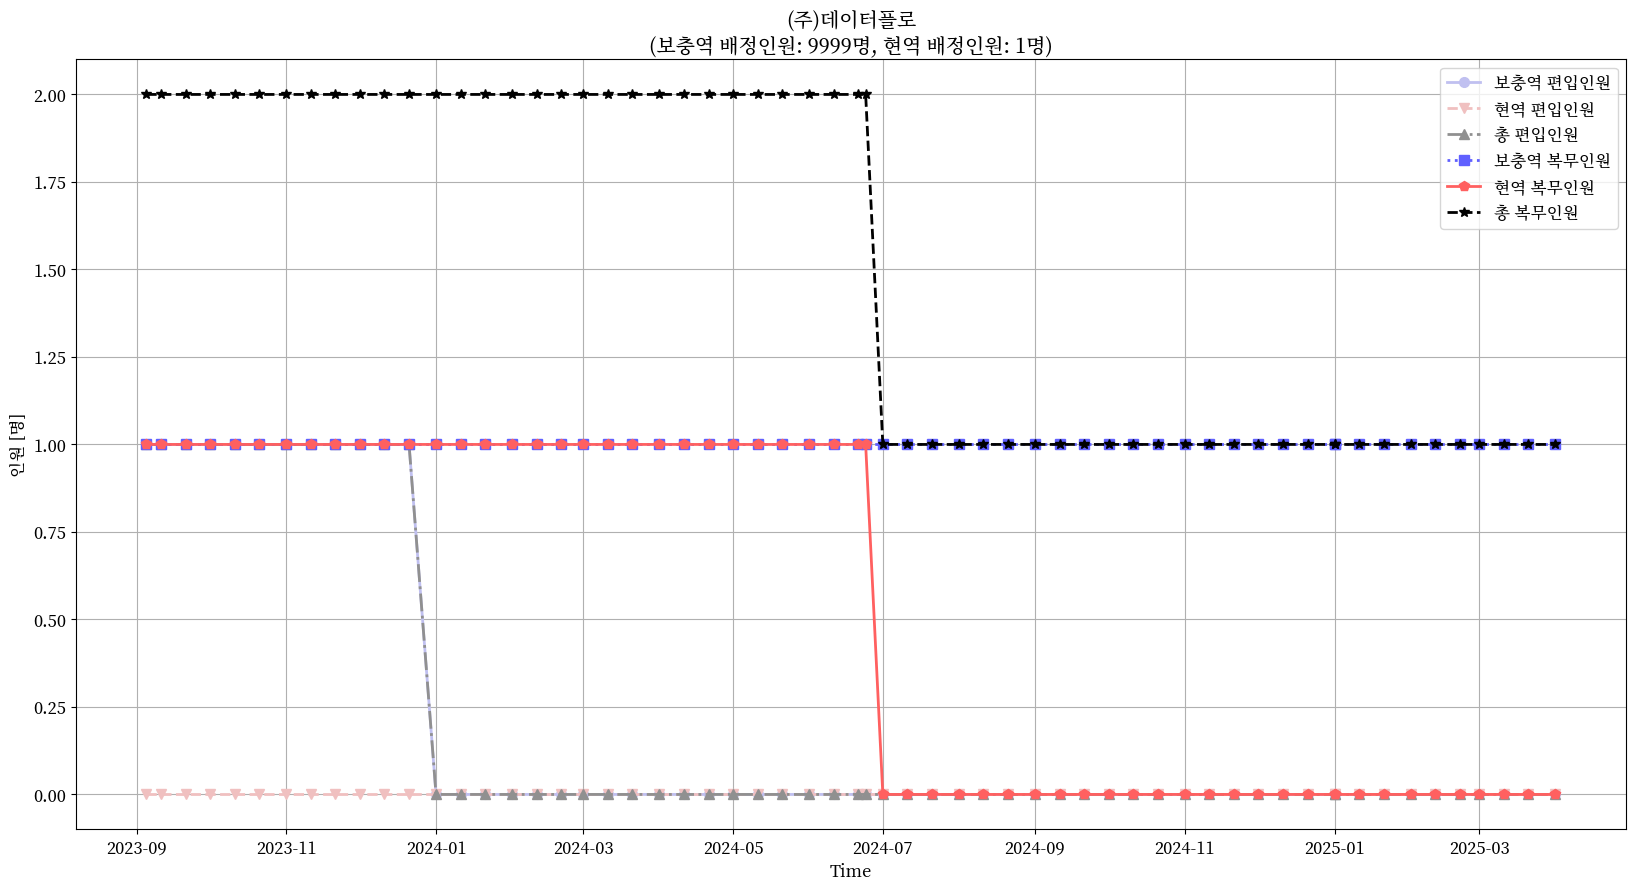 (주)데이터플로
(보충역 배정인원: 9999명, 현역 배정인원: 1명)
보충역 편입인원
현역 편입인원
총 편입인원
보충역 복무인원
현역 복무인원
총 복무인원
인원 [명]
2.00
1.75
1.50
1.25
1.00
0.75
0.50
0.25
0.00
2023-09
2023-11
2024-01
2024-03
2024-05
2024-07
2024-09
2024-11
2025-01
2025-03
Time